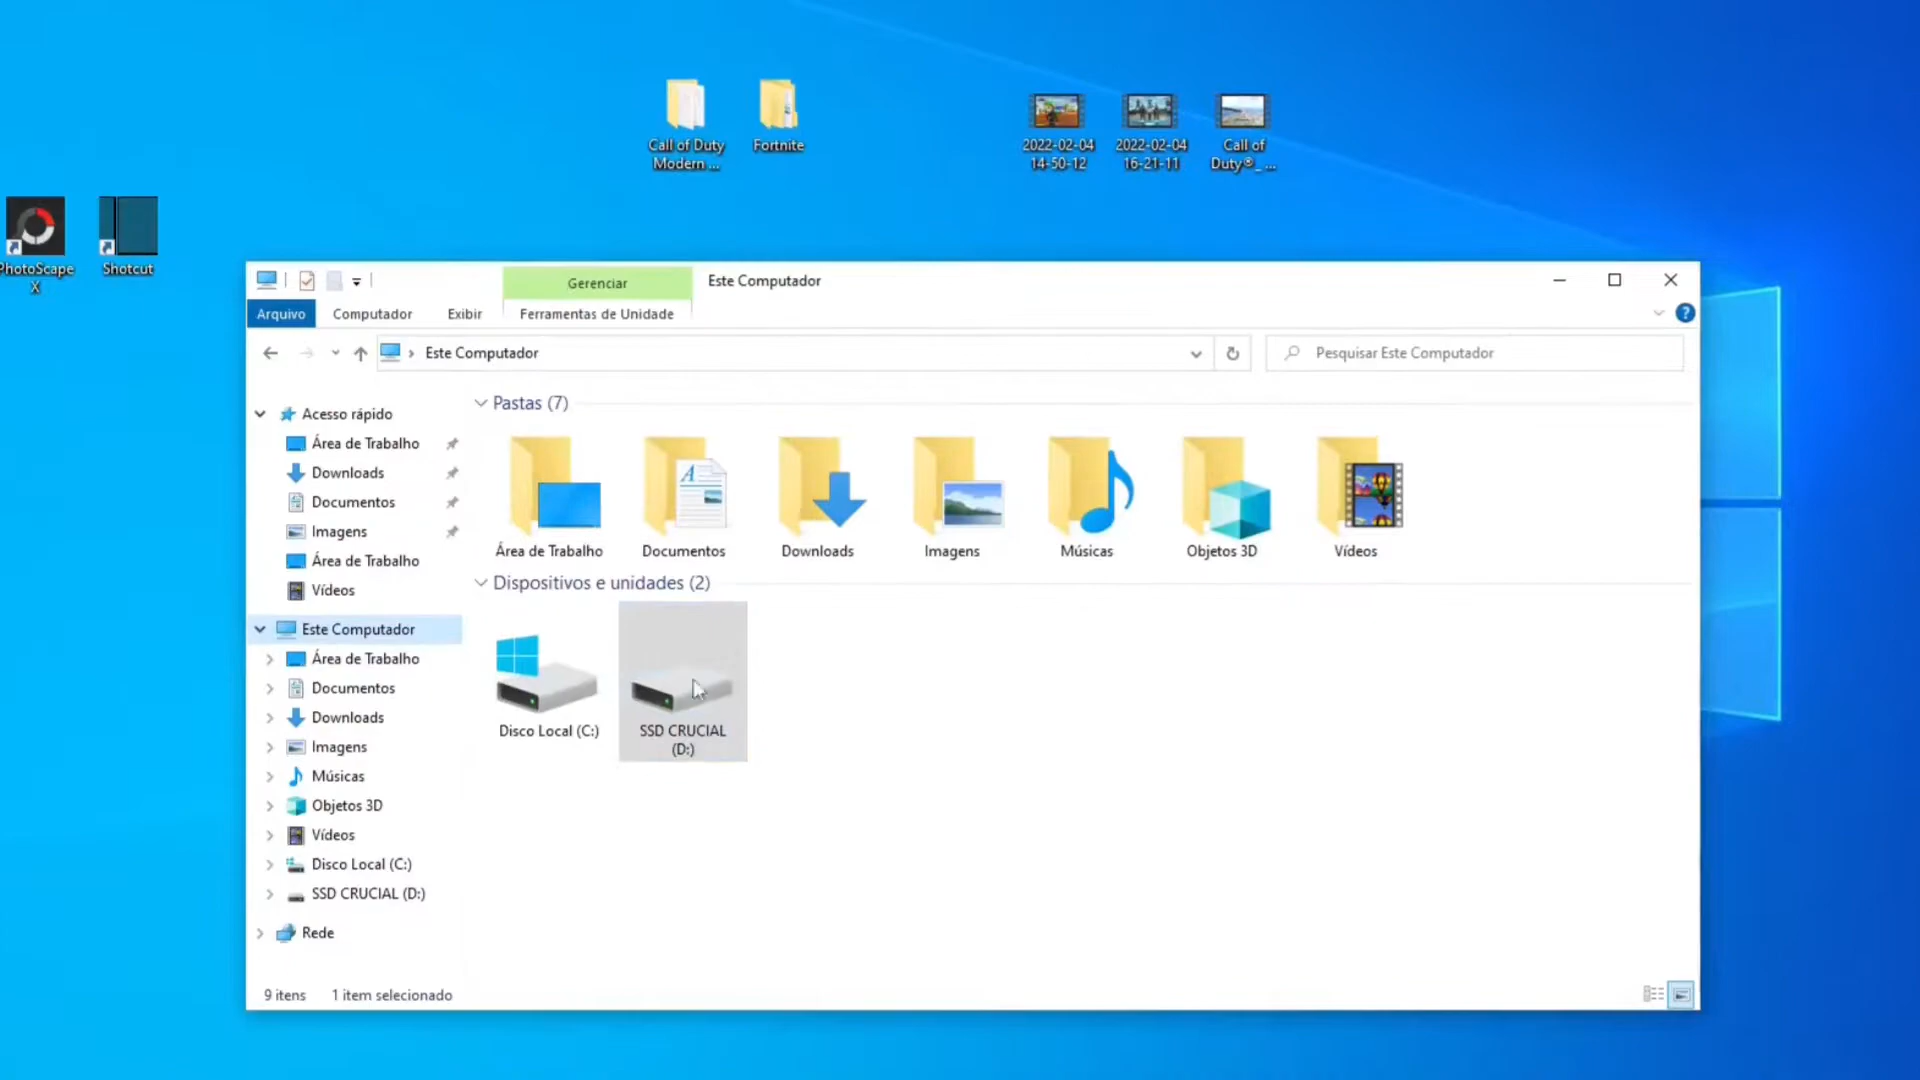 Call of Duty
Modern ...
Fortnite
2022-02-04
14-50-12
2022-02-04
16-21-11
Call of
Duty®_ ...
PhotoScape
X
Shotcut
Gerenciar
Este Computador
Arquivo
Computador
Exibir
Ferramentas de Unidade
Este Computador
Pesquisar Este Computador
Acesso rápido
Área de Trabalho
Downloads
Documentos
Imagens
Área de Trabalho
Vídeos
Este Computador
Área de Trabalho
Documentos
Downloads
Imagens
Músicas
Objetos 3D
Vídeos
Disco Local (C:)
SSD CRUCIAL (D:)
Rede
Pastas (7)
Área de Trabalho
Documentos
Downloads
Imagens
Músicas
Objetos 3D
Vídeos
Dispositivos e unidades (2)
Disco Local (C:)
SSD CRUCIAL
(D:)
9 itens
1 item selecionado